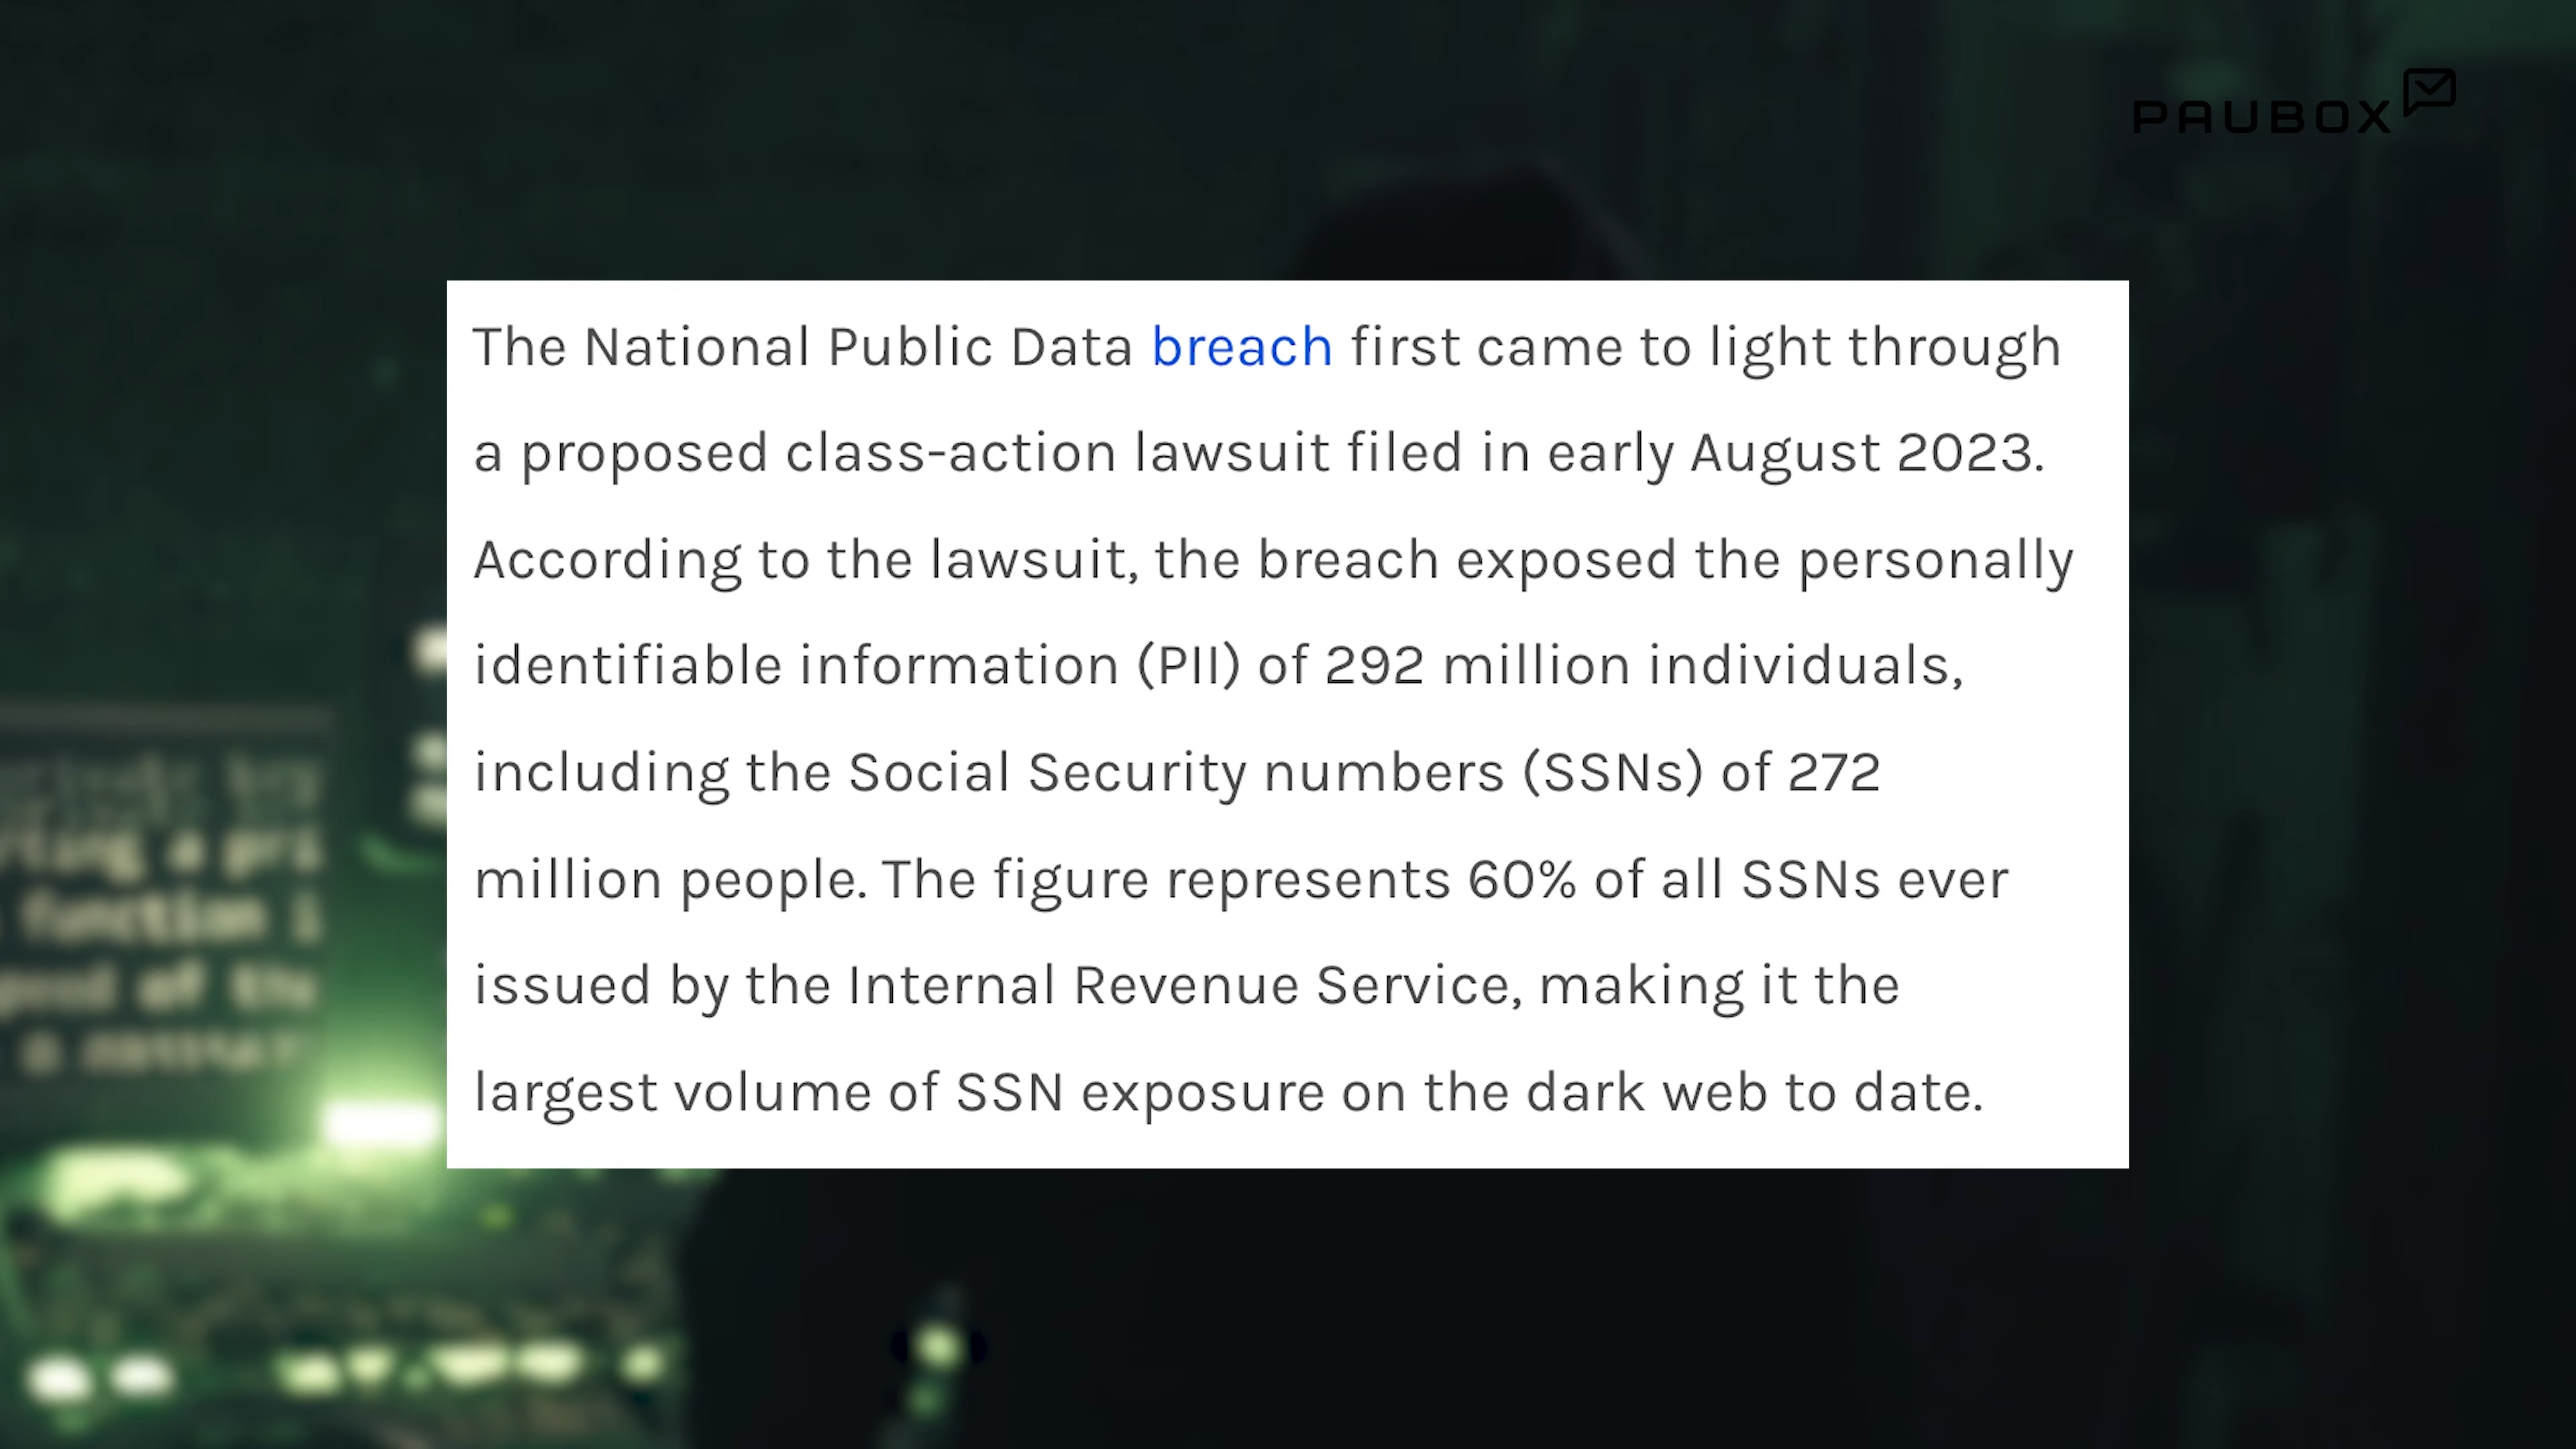 PAUBOX
The National Public Data breach first came to light through
a proposed class-action lawsuit filed in early August 2023.
According to the lawsuit, the breach exposed the personally
identifiable information (PII) of 292 million individuals,
including the Social Security numbers (SSNs) of 272
million people. The figure represents 60% of all SSNs ever
issued by the Internal Revenue Service, making it the
largest volume of SSN exposure on the dark web to date.
function i